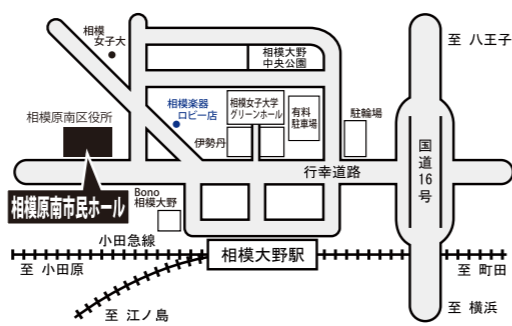 相模
女子大
相模大野
中央公園
至 八王子
相模原南区役所
相模楽器
ロビー店
相模女子大学
グリーンホール
有料
駐車場
駐輪場
伊勢丹
国道16号
行幸道路
相模原南市民ホール
Bono
相模大野
小田急線
相模大野駅
至 小田原
至 町田
至 江ノ島
至 横浜